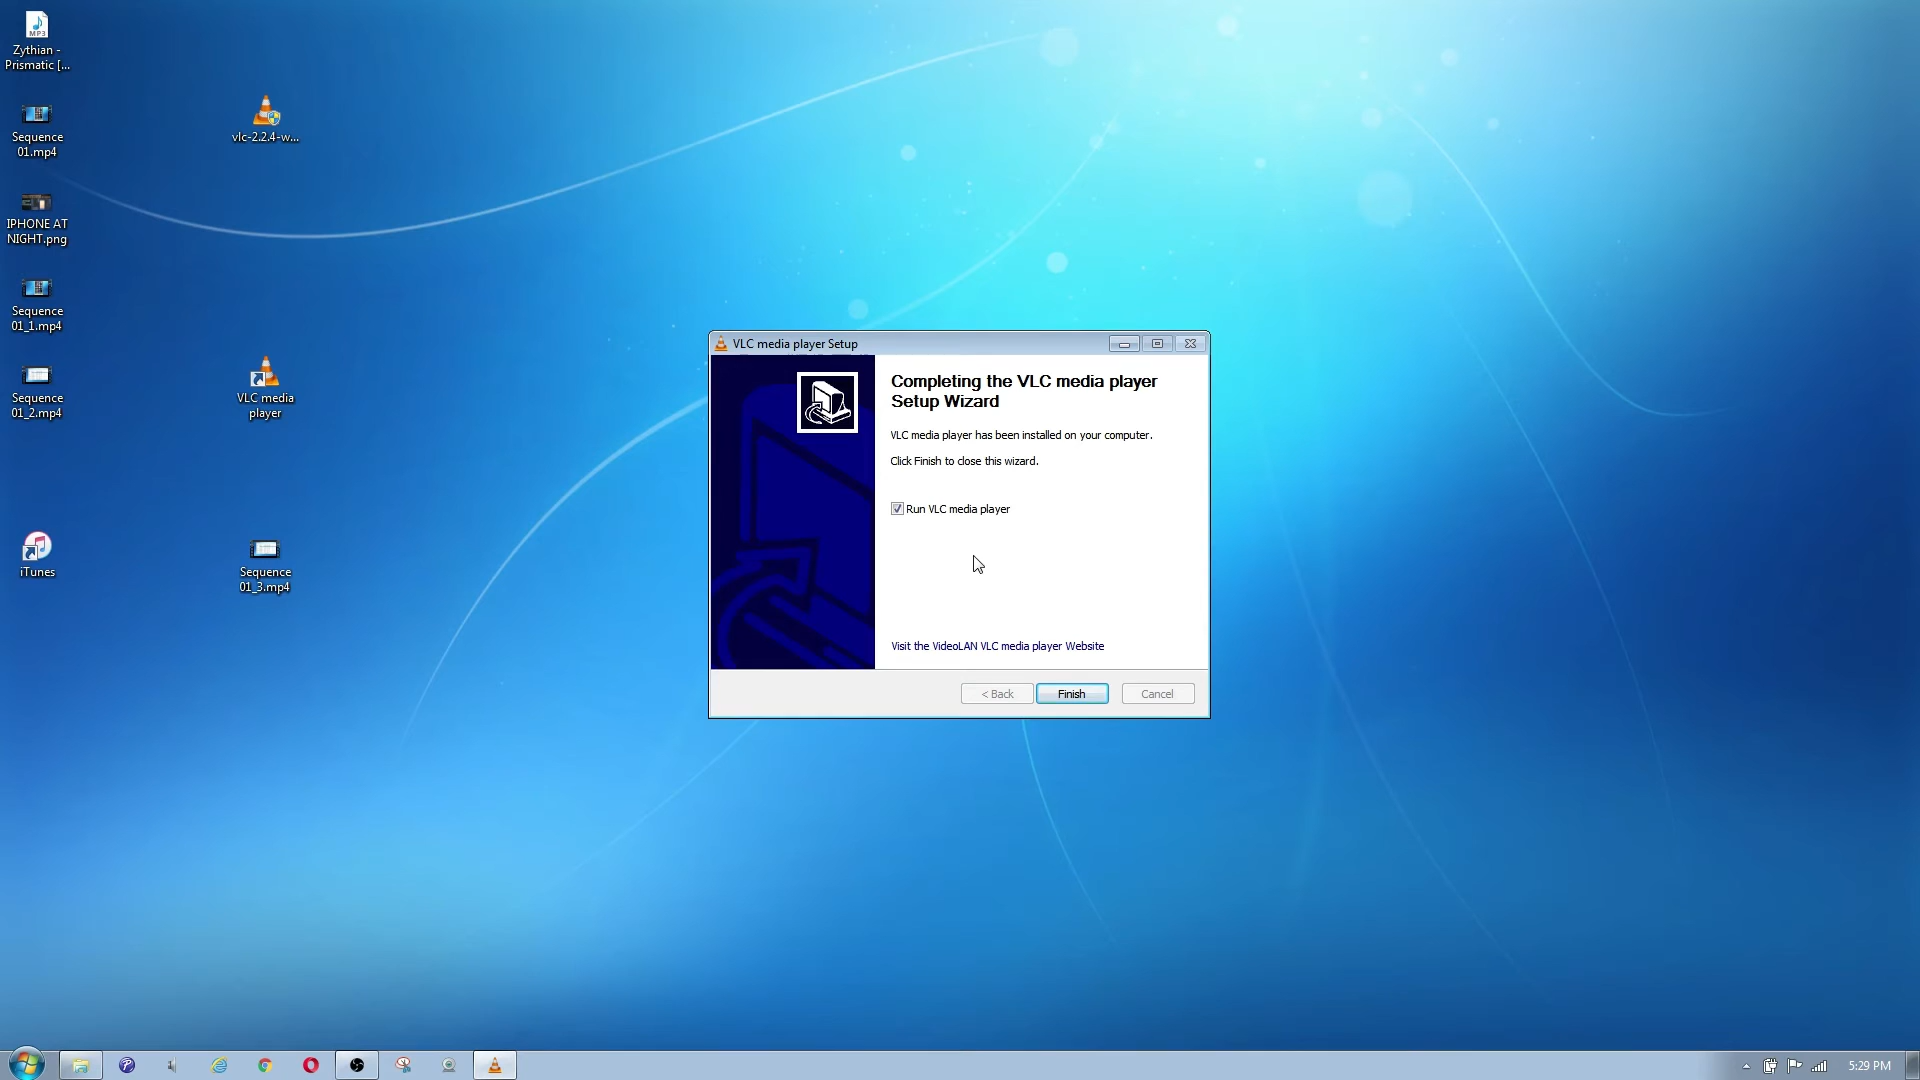 Zythian -
Prismatic [...
Sequence
01.mp4
vlc-2.2.4-w...
IPHONE AT
NIGHT.png
Sequence
01_1.mp4
Sequence
01_2.mp4
VLC media
player
iTunes
Sequence
01_3.mp4
VLC media player Setup
Completing the VLC media player
Setup Wizard
VLC media player has been installed on your computer.
Click Finish to close this wizard.
Run VLC media player
Visit the VideoLAN VLC media player Website
< Back
Finish
Cancel
5:29 PM